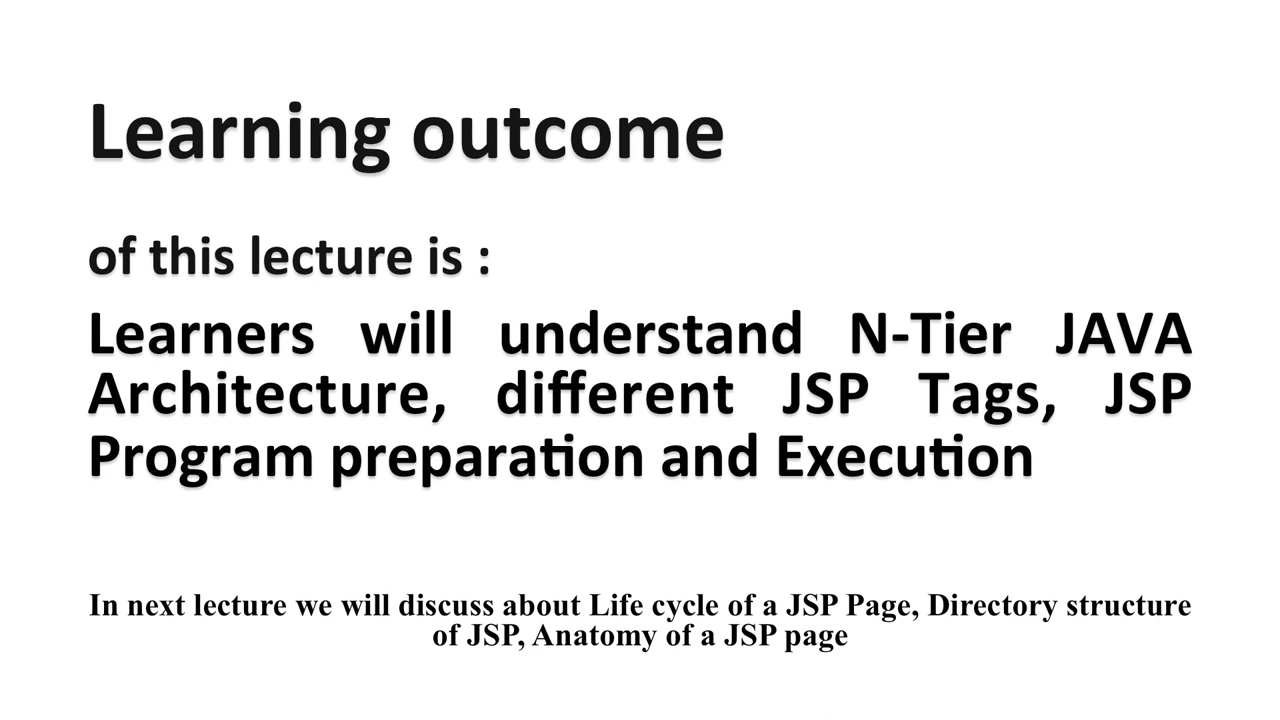 Learning outcome
of this lecture is :
Learners will understand N-Tier JAVA
Architecture, different JSP Tags, JSP
Program preparation and Execution
In next lecture we will discuss about Life cycle of a JSP Page, Directory structure
of JSP, Anatomy of a JSP page